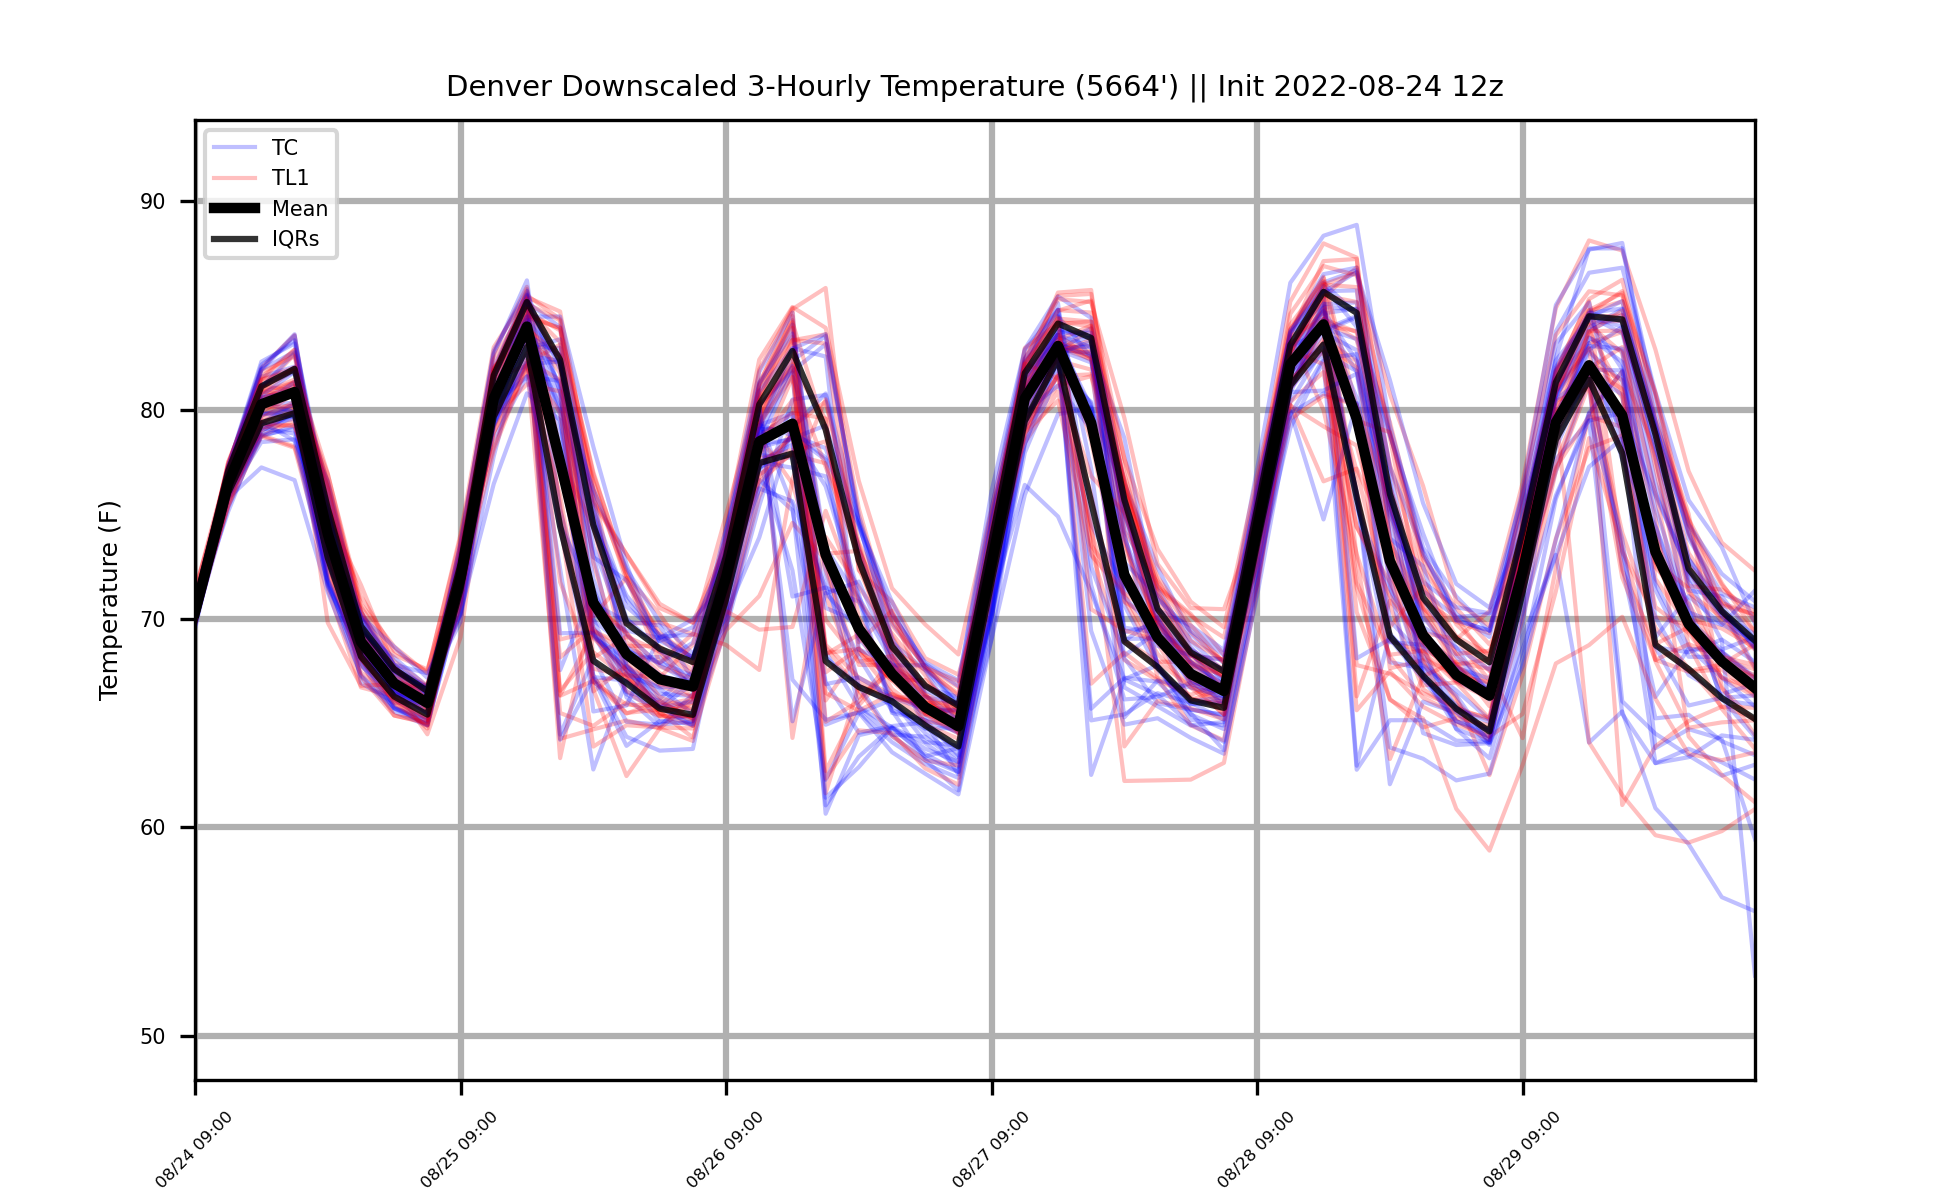 Denver Downscaled 3-Hourly Temperature (5664') || Init 2022-08-24 12z
TC
TL1
Mean
IQRs
Temperature (F)
90
80
70
60
50
08/24 09:00
08/25 09:00
08/26 09:00
08/27 09:00
08/28 09:00
08/29 09:00